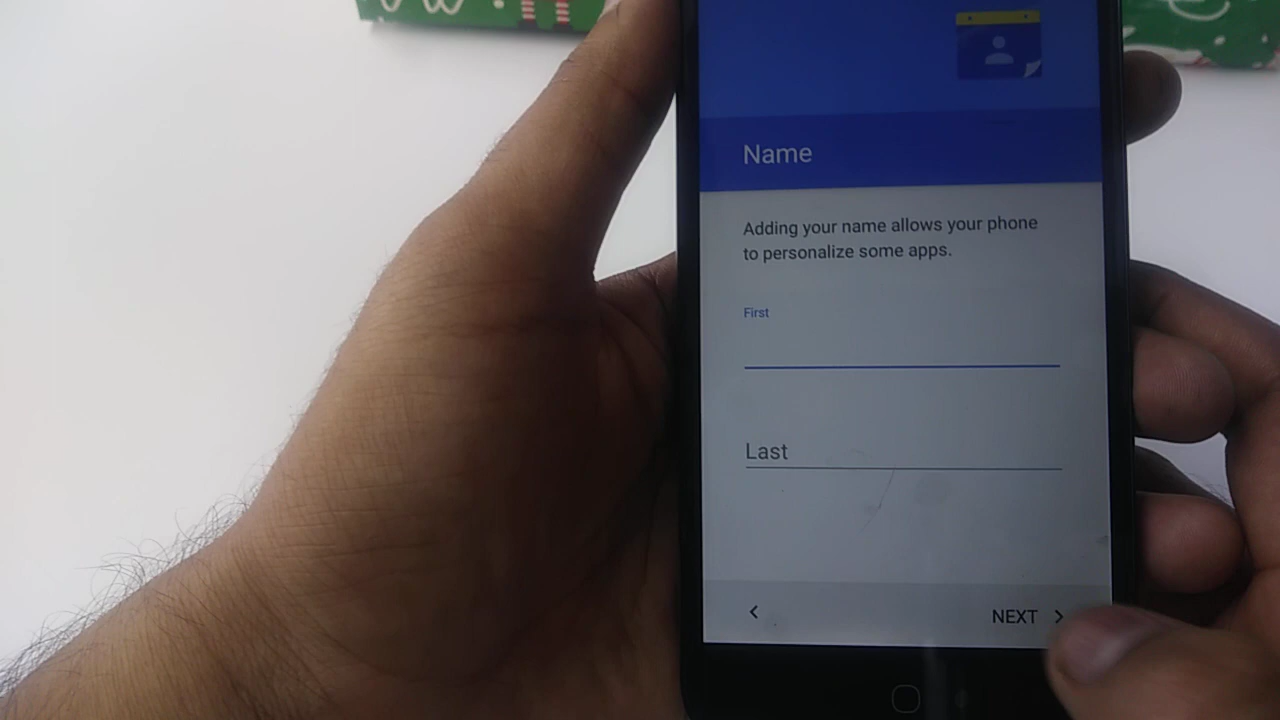 Name
Adding your name allows your phone
to personalize some apps.
First
Last
NEXT